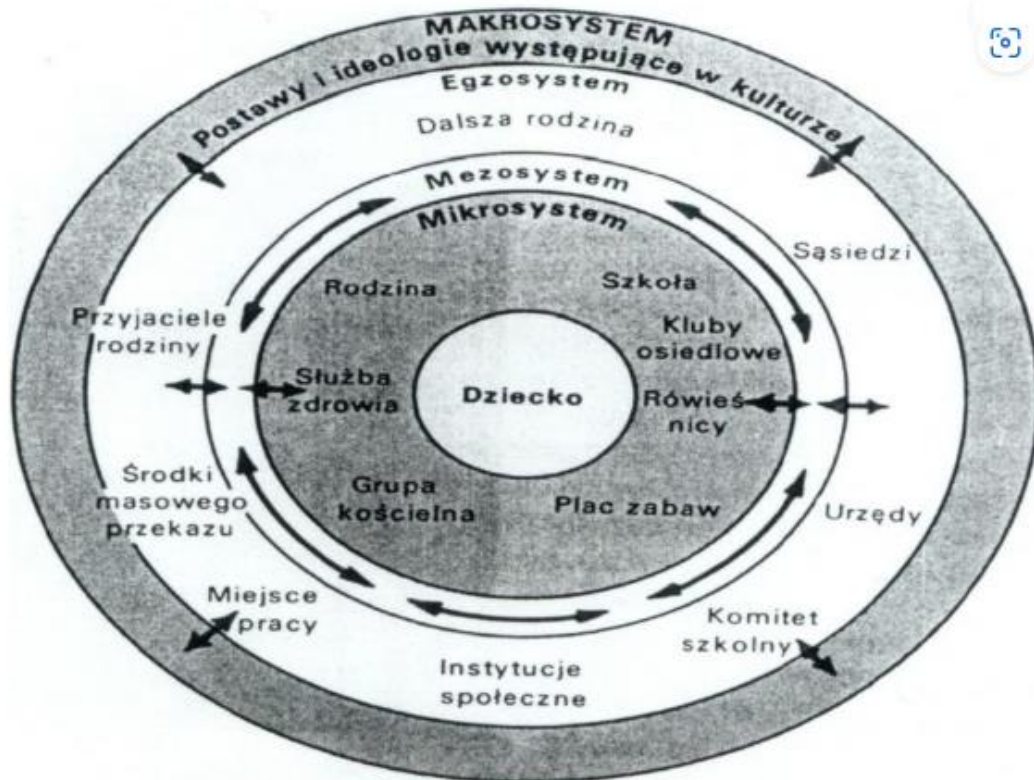 MAKROSYSTEM
Postawy i ideologie występujące w kulturze
Egzosystem
Dalsza rodzina
Mezosystem
Mikrosystem
Sąsiedzi
Rodzina
Szkoła
Przyjaciele
rodziny
Kluby
osiedlowe
Służba
zdrowia
Dziecko
Rówieś
nicy
Środki
masowego
przekazu
Grupa
kościelna
Plac zabaw
Urzędy
Miejsce
pracy
Komitet
szkolny
Instytucje
społeczne